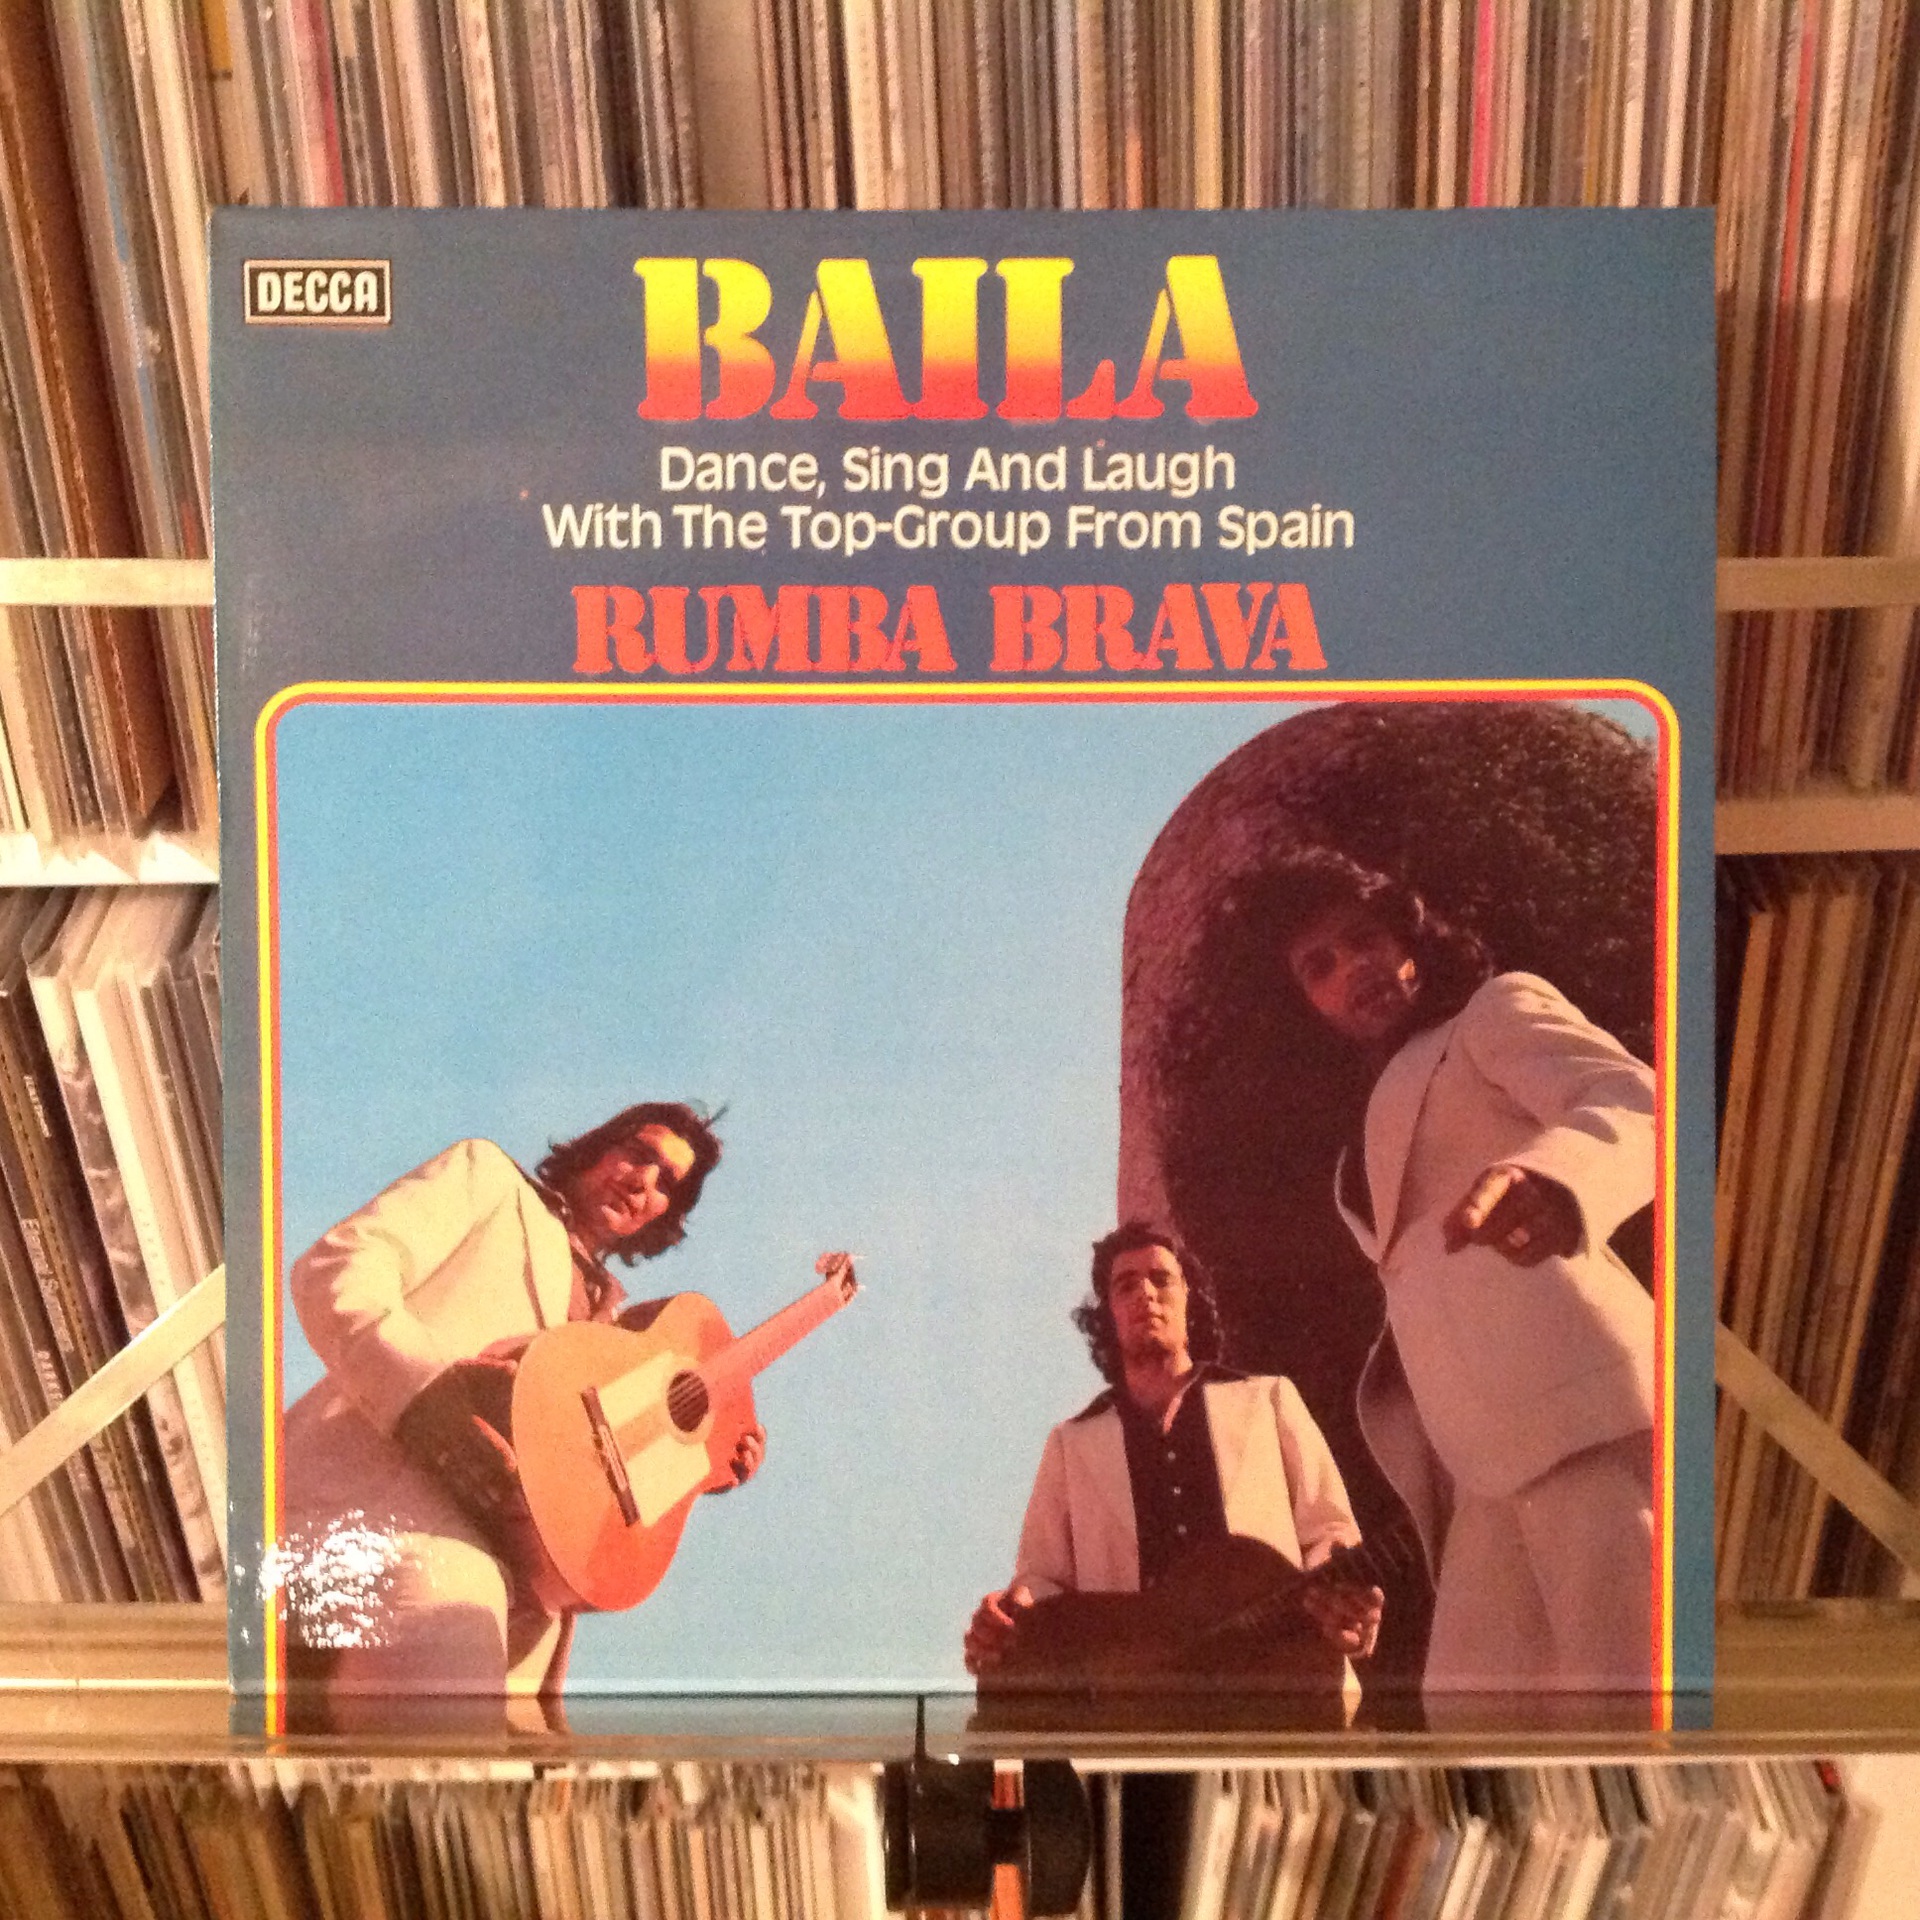 DECCA
BAILA
Dance, Sing And Laugh
With The Top-Group From Spain
RUMBA BRAVA